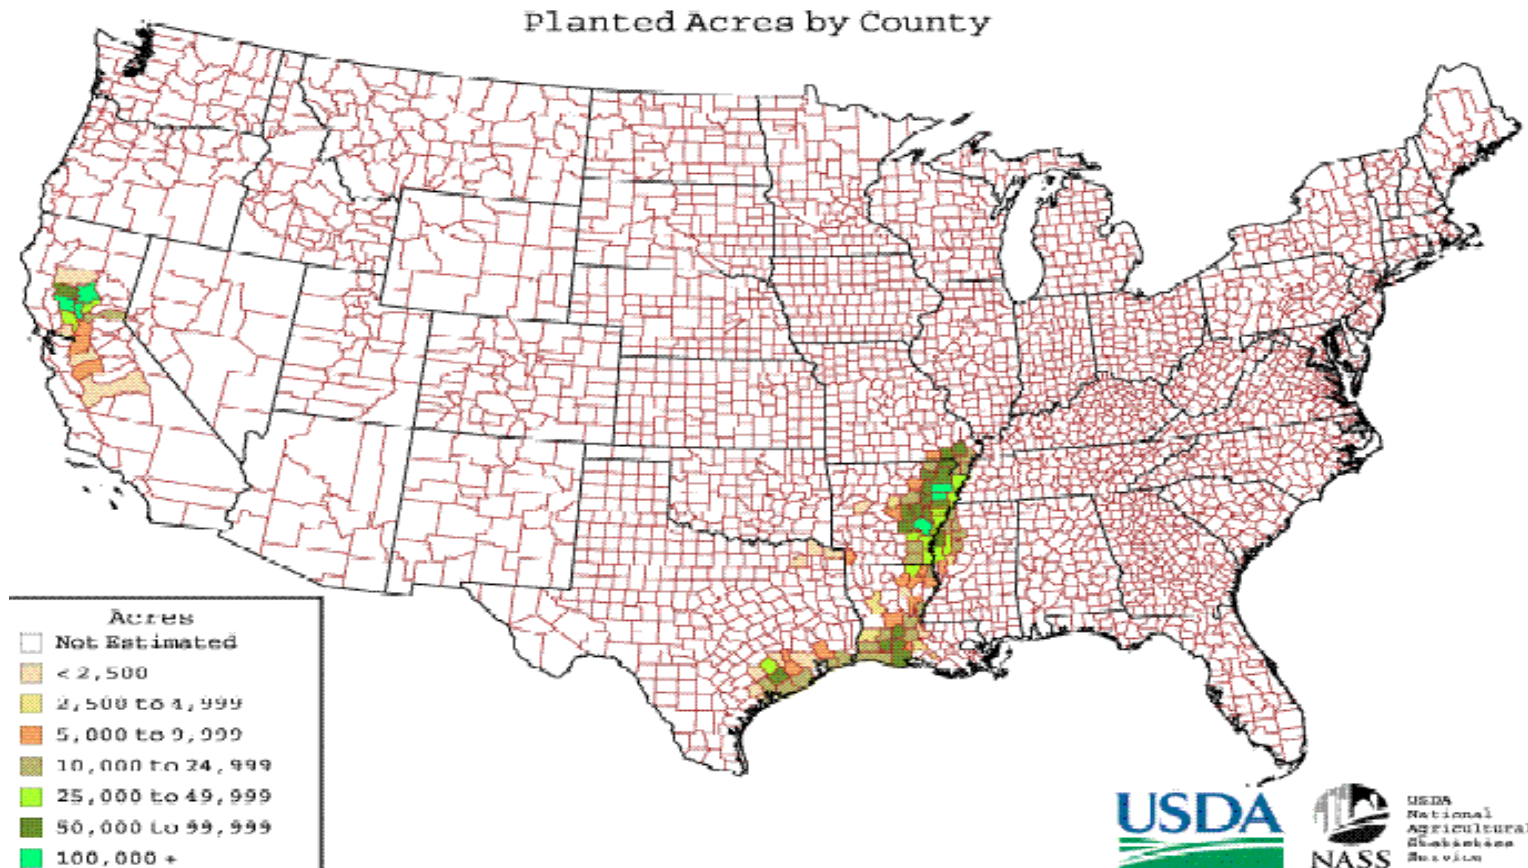 Planted Acres by County
Acres
Not Estimated
< 2,500
2,500 to 4,999
5,000 to 9,999
10,000 to 24,999
25,000 to 49,999
50,000 to 99,999
100,000 +
USDA
NASS
USDA
National
Agricultural
Statistics
Service